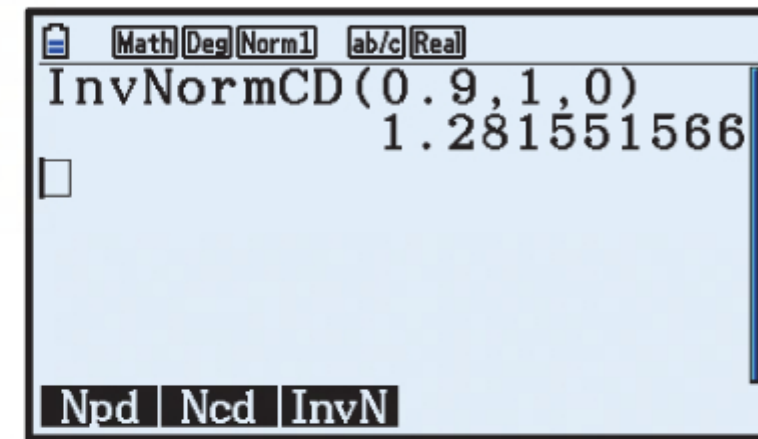 Math Deg Norm1 ab/c Real
InvNormCD(0.9,1,0)
1.281551566
Npd Ncd InvN